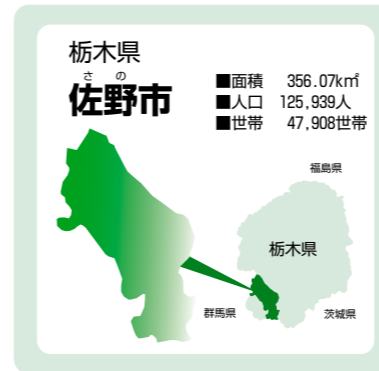 栃木県
さの
佐野市
■面積 356.07k㎡
■人口 125,939人
■世帯 47,908世帯
福島県
栃木県
群馬県
茨城県